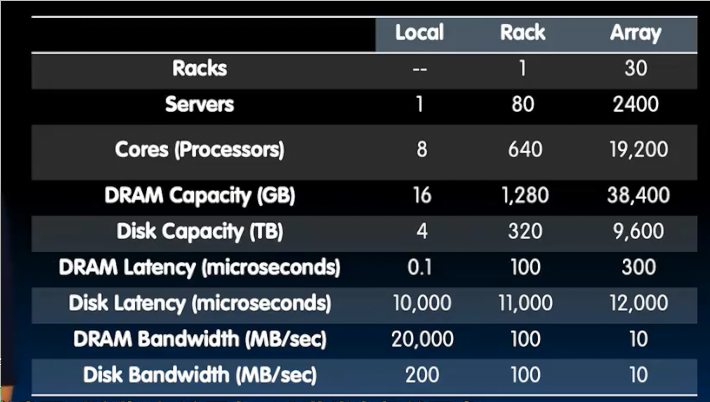 Local Rack Array
Racks -- 1 30
Servers 1 80 2400
Cores (Processors) 8 640 19,200
DRAM Capacity (GB) 16 1,280 38,400
Disk Capacity (TB) 4 320 9,600
DRAM Latency (microseconds) 0.1 100 300
Disk Latency (microseconds) 10,000 11,000 12,000
DRAM Bandwidth (MB/sec) 20,000 100 10
Disk Bandwidth (MB/sec) 200 100 10